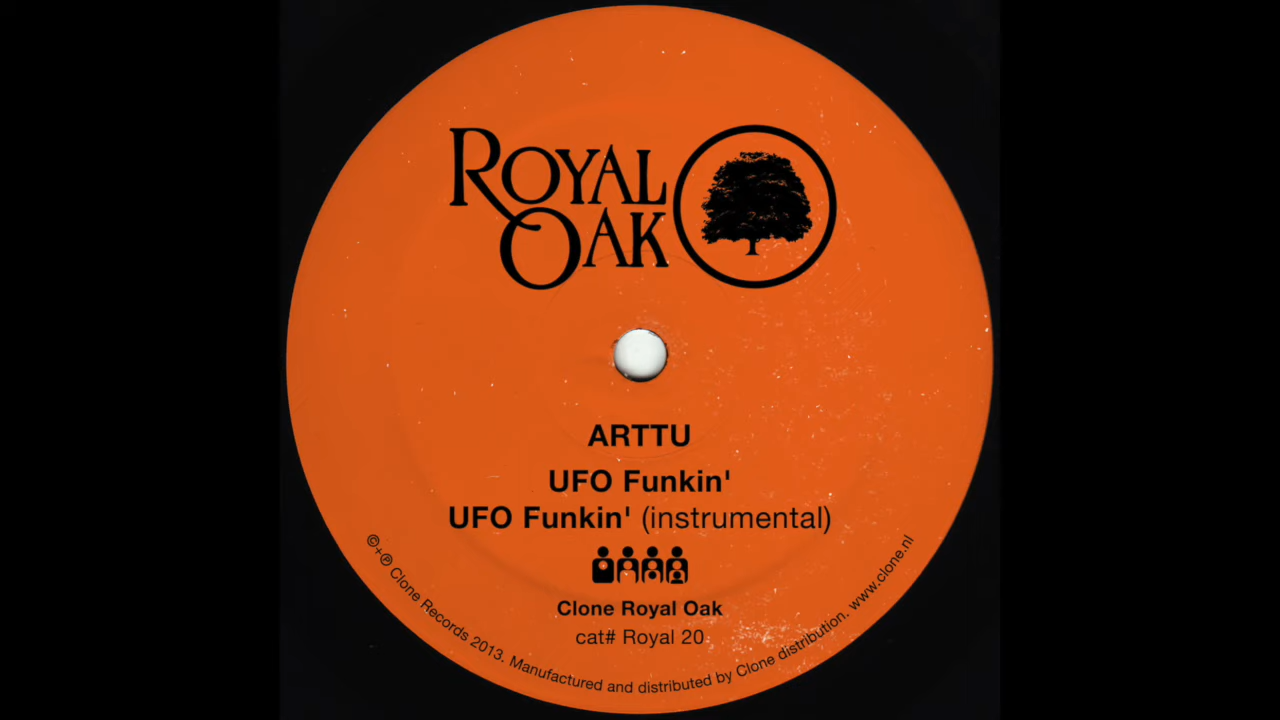 ROYAL
OAK
ARTTU
UFO Funkin'
UFO Funkin' (instrumental)
Clone Royal Oak
cat# Royal 20
©+℗ Clone Records 2013. Manufactured and distributed by Clone distribution. www.clone.nl